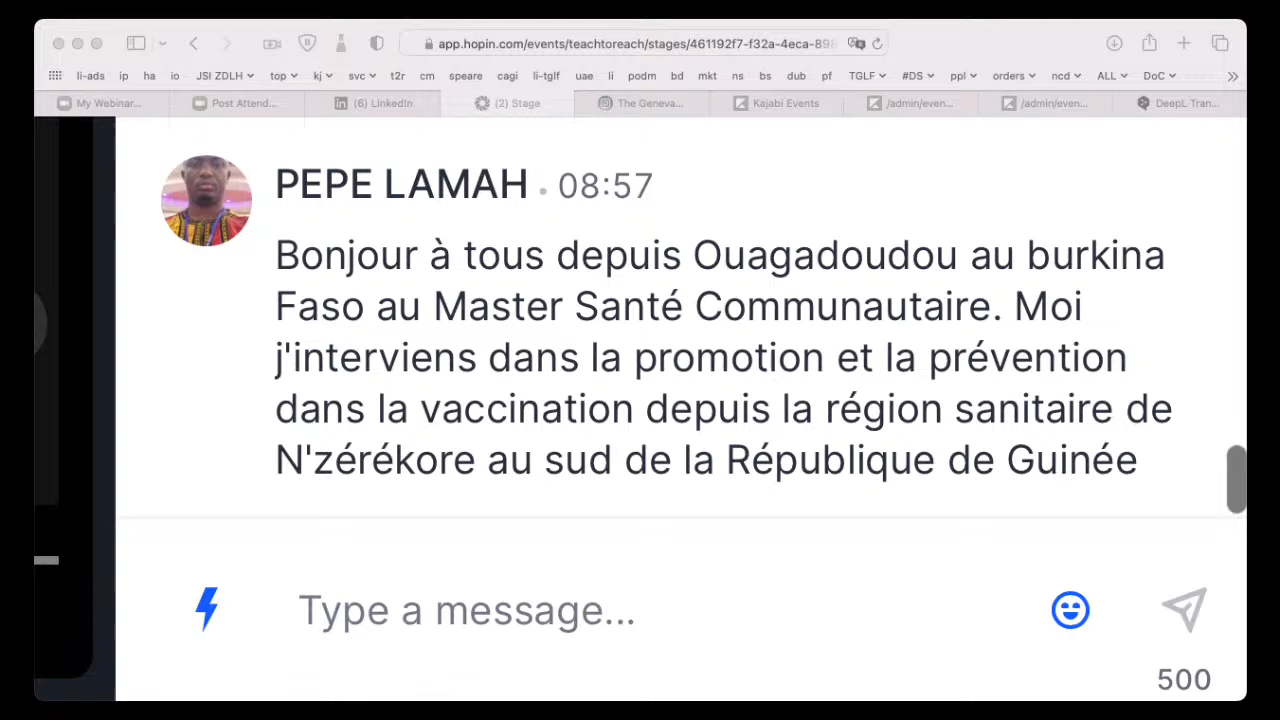 app.hopin.com/events/teachtoreach/stages/461192f7-f32a-4eca-898
li-ads ip ha io JSI ZDLH top kj svc t2r cm speare cagi li-tglf uae li podm bd mkt ns bs dub pf TGLF #DS ppl orders ncd ALL DoC
My Webinar... Post Attend... (6) LinkedIn (2) Stage The Geneva... Kajabi Events /admin/even... /admin/even... DeepL Tran...
PEPE LAMAH • 08:57
Bonjour à tous depuis Ouagadoudou au burkina
Faso au Master Santé Communautaire. Moi
j'interviens dans la promotion et la prévention
dans la vaccination depuis la région sanitaire de
N'zérékore au sud de la République de Guinée
Type a message...
500